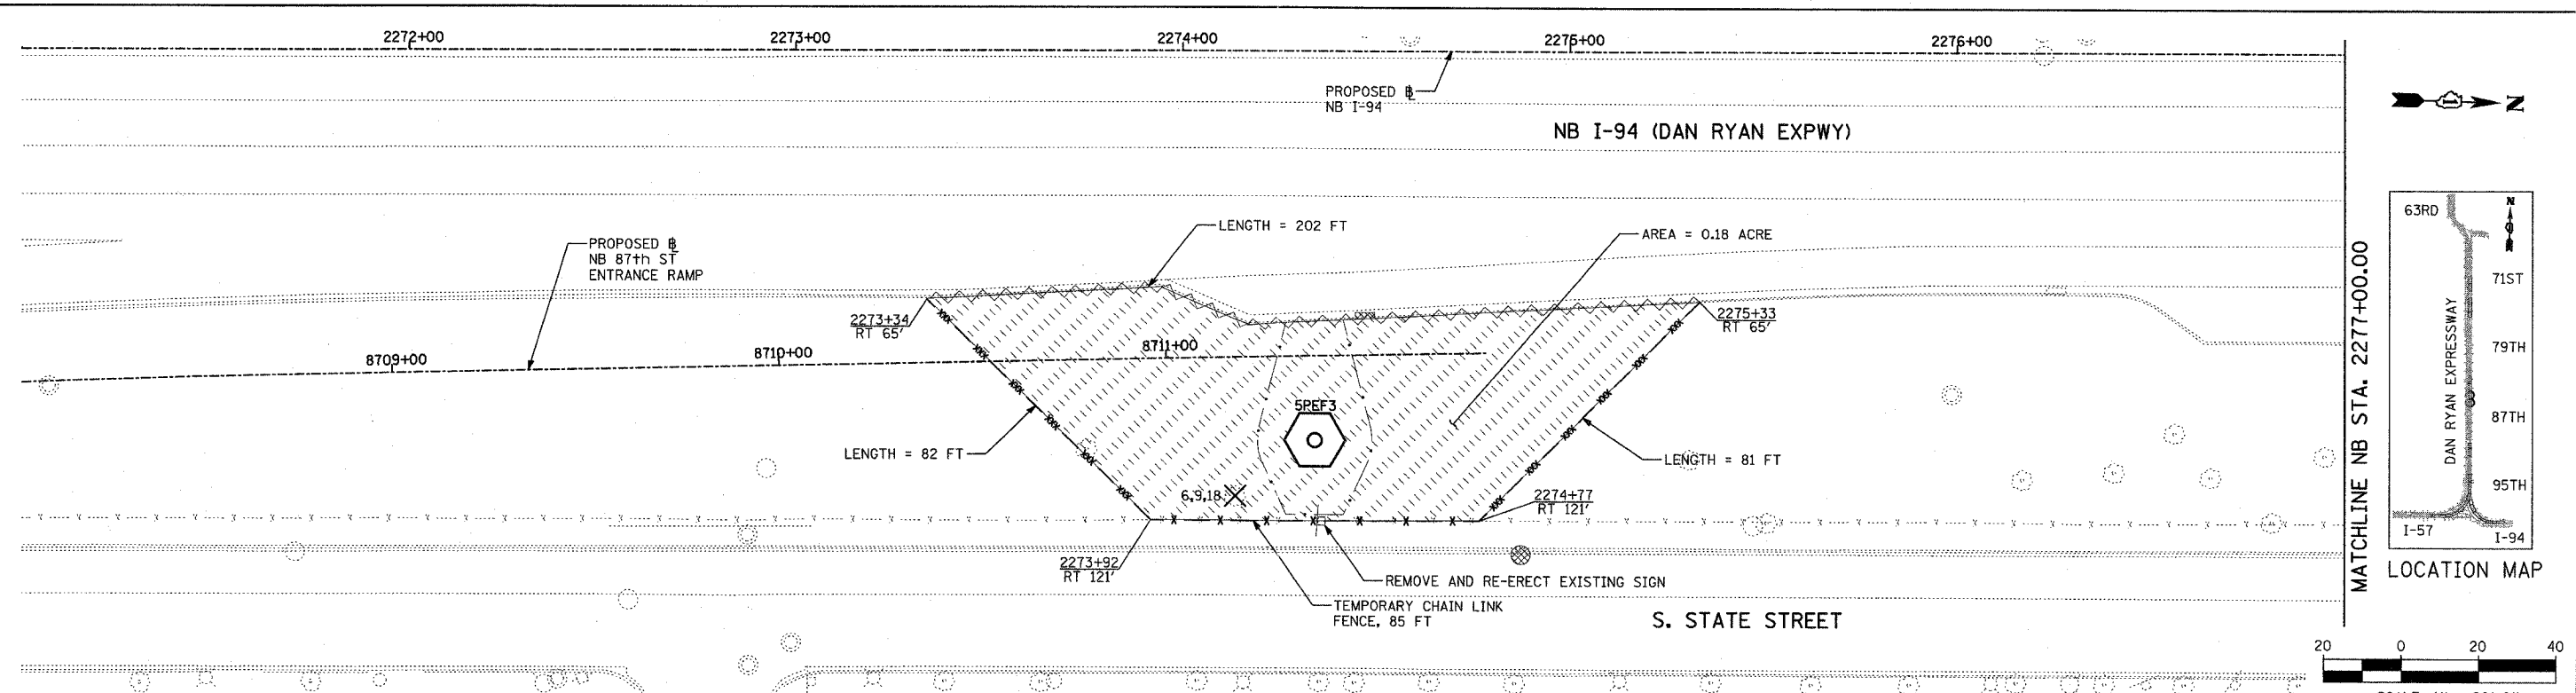 2272+00
2273+00
2274+00
2275+00
2276+00
PROPOSED ℄
NB I-94
NB I-94 (DAN RYAN EXPWY)
N
LENGTH = 202 FT
AREA = 0.18 ACRE
PROPOSED ℄
NB 87th ST
ENTRANCE RAMP
2273+34
RT 65'
2275+33
RT 65'
8709+00
8710+00
8711+00
5PEF3
LENGTH = 82 FT
LENGTH = 81 FT
6,9,18
2274+77
RT 121'
2273+92
RT 121'
REMOVE AND RE-ERECT EXISTING SIGN
TEMPORARY CHAIN LINK
FENCE, 85 FT
S. STATE STREET
MATCHLINE NB STA. 2277+00.00
63RD
N
71ST
79TH
DAN RYAN EXPRESSWAY
87TH
95TH
I-57
I-94
LOCATION MAP
20 0 20 40